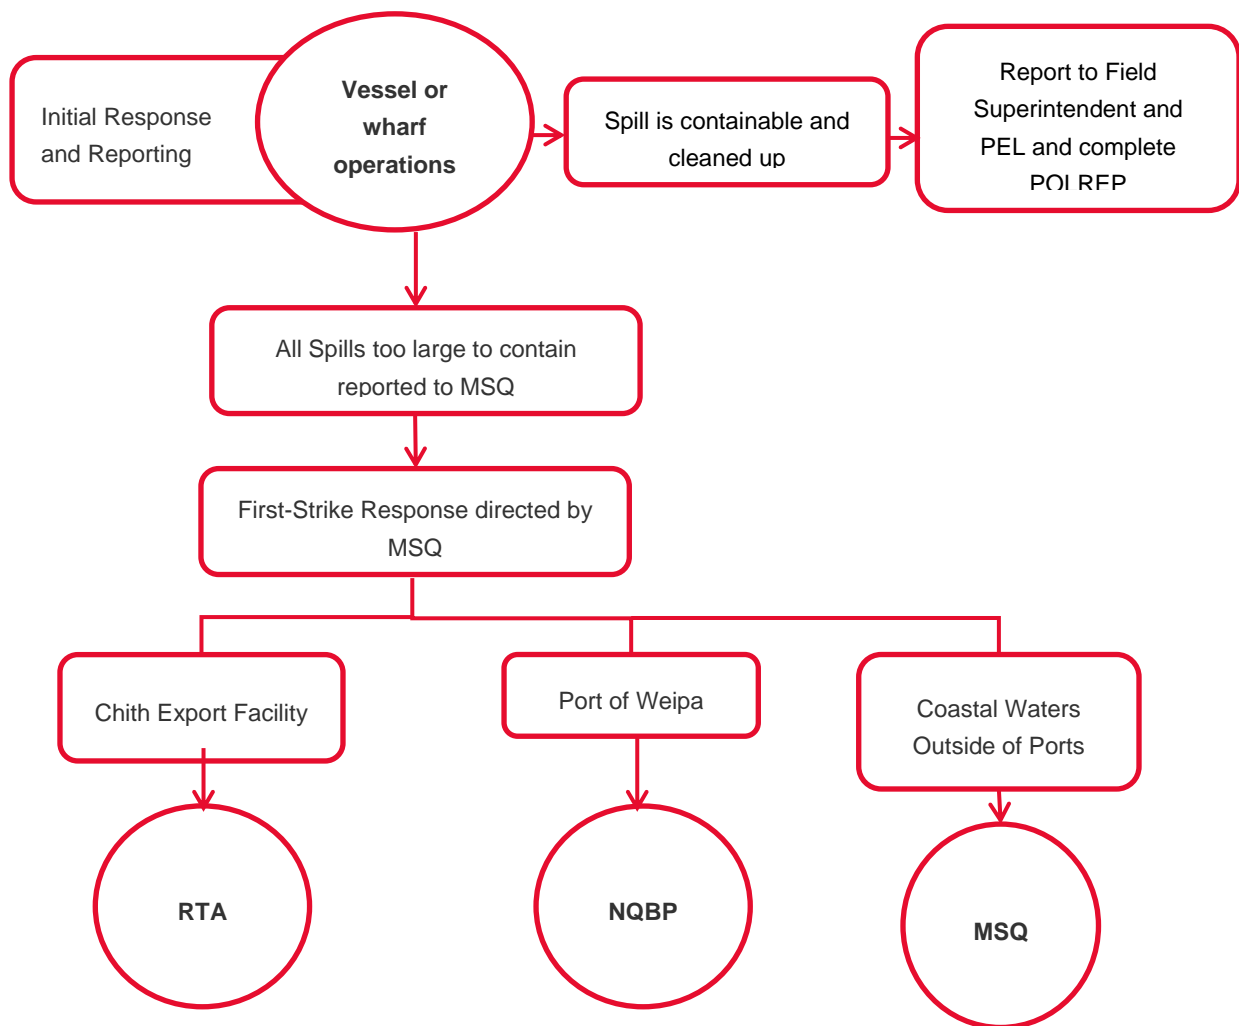 Initial Response
and Reporting
Vessel or
wharf
operations
Spill is containable and
cleaned up
Report to Field
Superintendent and
PEL and complete
POLREP
All Spills too large to contain
reported to MSQ
First-Strike Response directed by
MSQ
Chith Export Facility
Port of Weipa
Coastal Waters
Outside of Ports
RTA
NQBP
MSQ